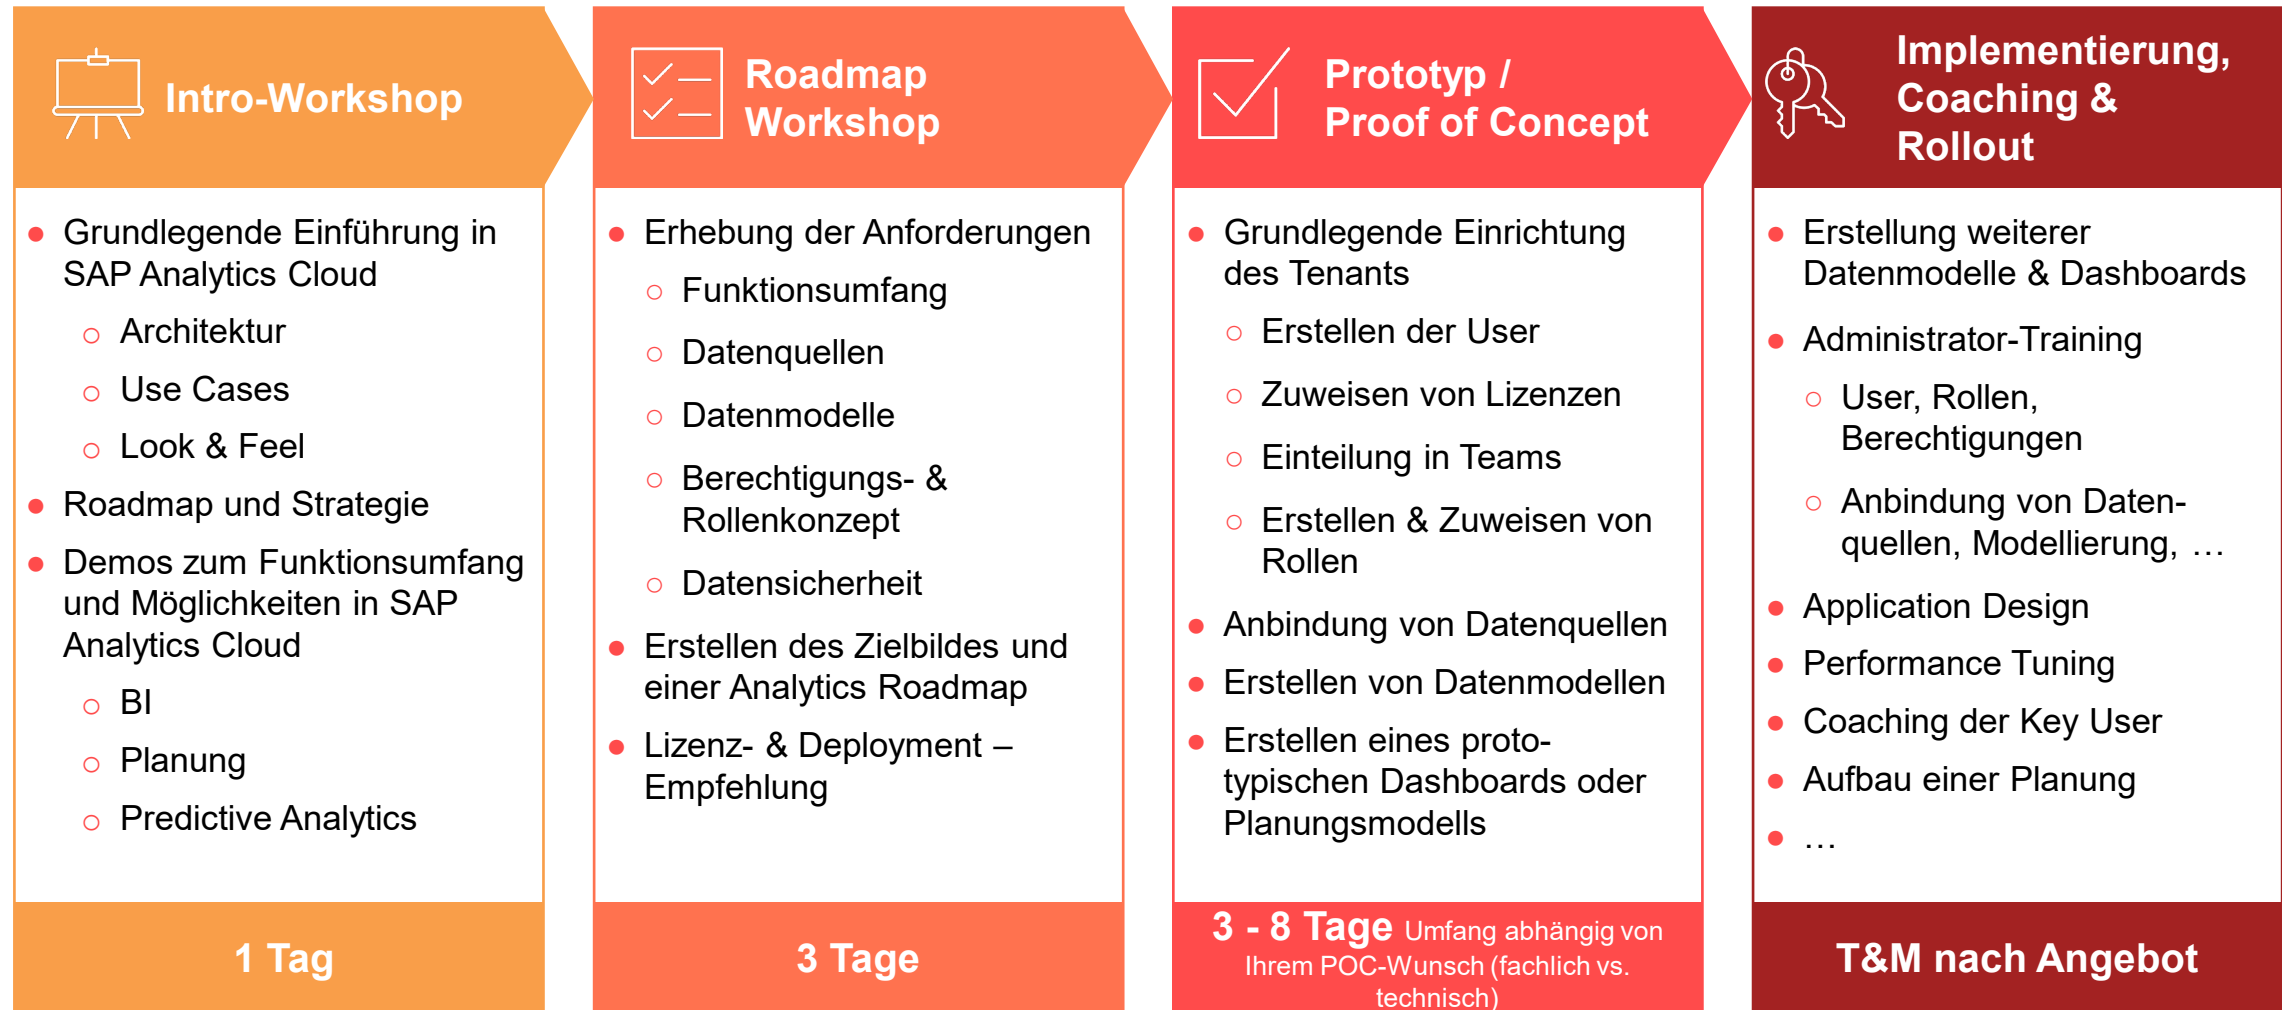 Intro-Workshop
Grundlegende Einführung in
SAP Analytics Cloud
Architektur
Use Cases
Look & Feel
Roadmap und Strategie
Demos zum Funktionsumfang
und Möglichkeiten in SAP
Analytics Cloud
BI
Planung
Predictive Analytics
1 Tag
Roadmap
Workshop
Erhebung der Anforderungen
Funktionsumfang
Datenquellen
Datenmodelle
Berechtigungs- &
Rollenkonzept
Datensicherheit
Erstellen des Zielbildes und
einer Analytics Roadmap
Lizenz- & Deployment –
Empfehlung
3 Tage
Prototyp /
Proof of Concept
Grundlegende Einrichtung
des Tenants
Erstellen der User
Zuweisen von Lizenzen
Einteilung in Teams
Erstellen & Zuweisen von
Rollen
Anbindung von Datenquellen
Erstellen von Datenmodellen
Erstellen eines proto-
typischen Dashboards oder
Planungsmodells
3 - 8 Tage Umfang abhängig von
Ihrem POC-Wunsch (fachlich vs.
technisch)
Implementierung,
Coaching &
Rollout
Erstellung weiterer
Datenmodelle & Dashboards
Administrator-Training
User, Rollen,
Berechtigungen
Anbindung von Daten-
quellen, Modellierung, …
Application Design
Performance Tuning
Coaching der Key User
Aufbau einer Planung
…
T&M nach Angebot